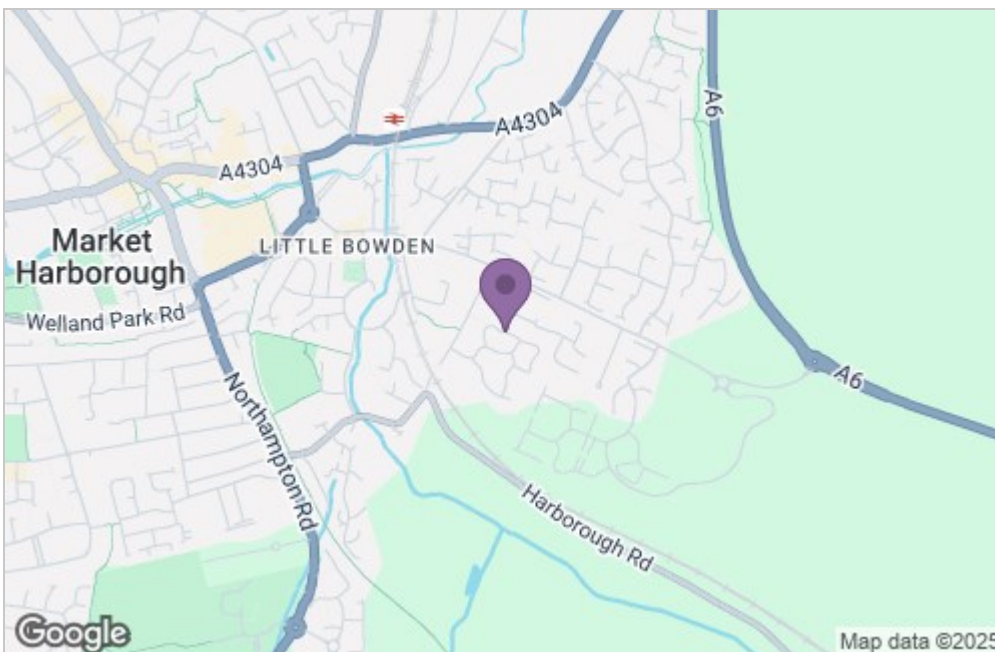 A6
A4304
A4304
LITTLE BOWDEN
Market
Harborough
Welland Park Rd
A6
Northampton Rd
Harborough Rd
Google
Map data ©2025